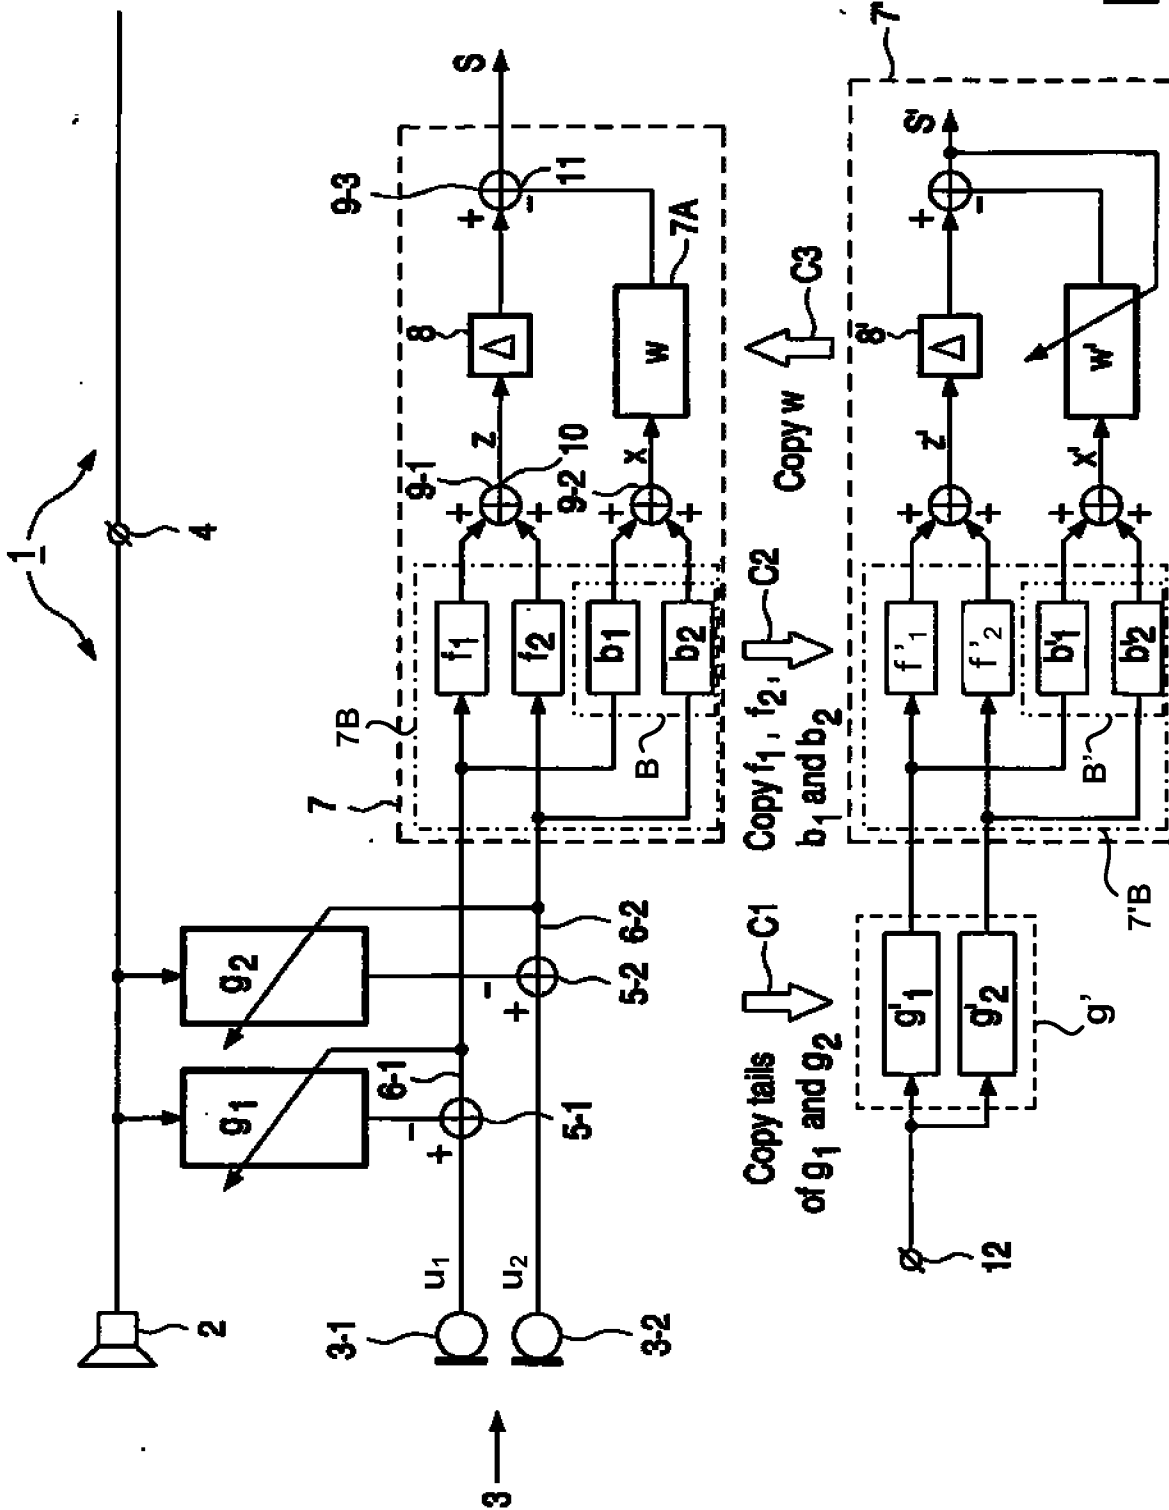 1
4
2
g1
g2
3
3-1
3-2
u1
u2
+
-
5-1
6-1
+
-
5-2
6-2
7
7B
f1
f2
b1
b2
B
9-1
+
+
10
z
9-2
+
+
x
8
Δ
w
7A
9-3
+
-
11
S
Copy tails
of g1 and g2
C1
Copy f1, f2,
b1 and b2
C2
Copy w
C3
12
g'1
g'2
g'
7'
7'B
f'1
f'2
b'1
b'2
B'
+
+
z'
+
+
x'
8'
Δ
w'
+
-
S'